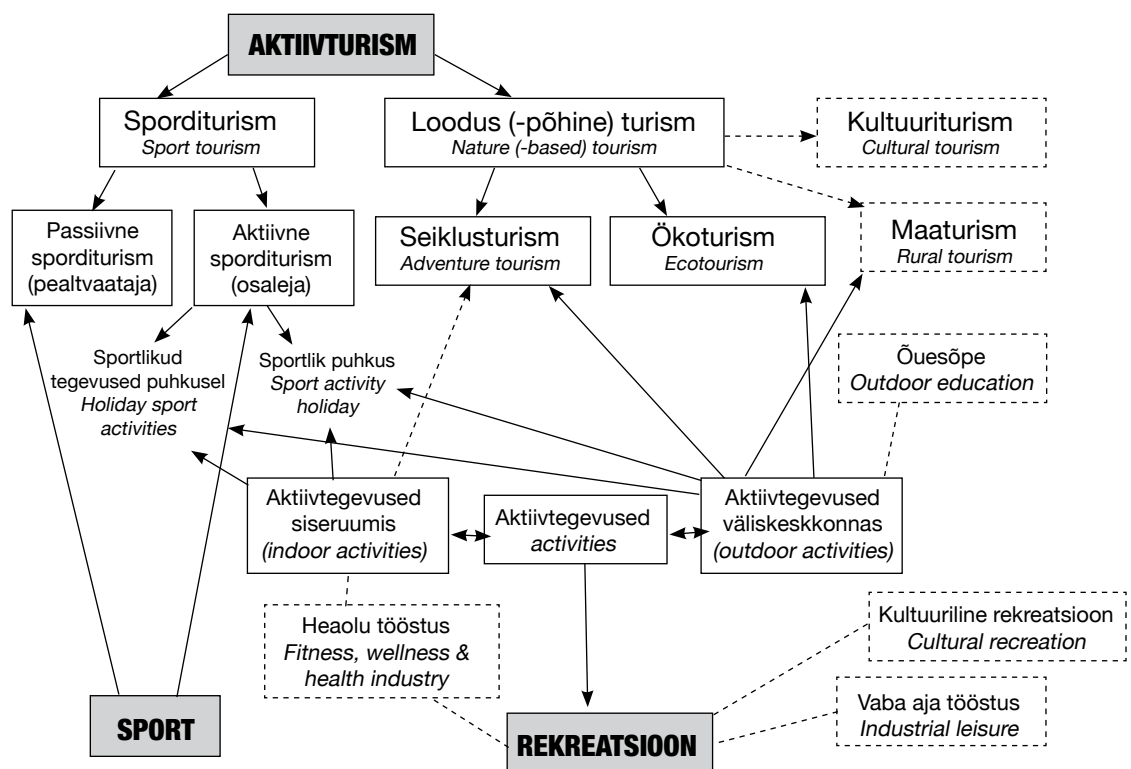 AKTIIVTURISM
Sporditurism
Sport tourism
Loodus (-põhine) turism
Nature (-based) tourism
Kultuuriturism
Cultural tourism
Passiivne
sporditurism
(pealtvaataja)
Aktiivne
sporditurism
(osaleja)
Seiklusturism
Adventure tourism
Ökoturism
Ecotourism
Maaturism
Rural tourism
Sportlikud
tegevused puhkusel
Holiday sport
activities
Sportlik puhkus
Sport activity
holiday
Õuesõpe
Outdoor education
Aktiivtegevused
siseruumis
(indoor activities)
Aktiivtegevused
activities
Aktiivtegevused
väliskeskkonnas
(outdoor activities)
Heaolu tööstus
Fitness, wellness &
health industry
Kultuuriline rekreatsioon
Cultural recreation
Vaba aja tööstus
Industrial leisure
SPORT
REKREATSIOON